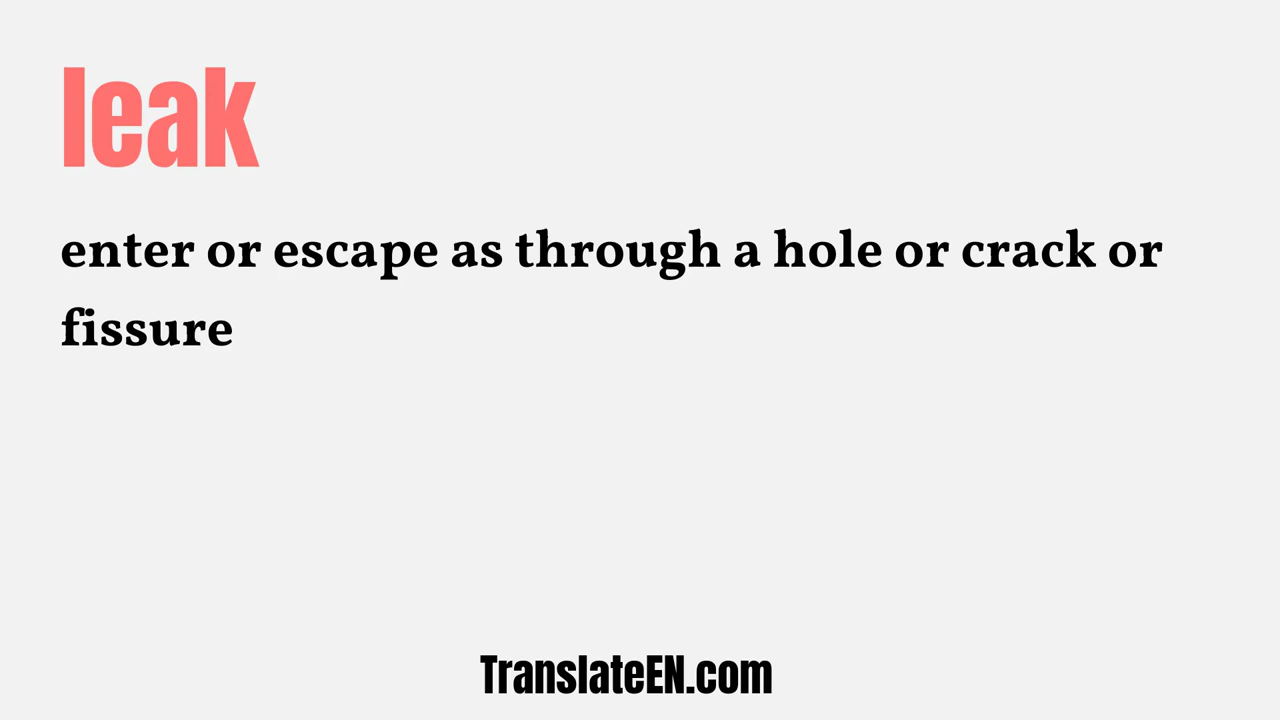 leak
enter or escape as through a hole or crack or
fissure
TranslateEN.com